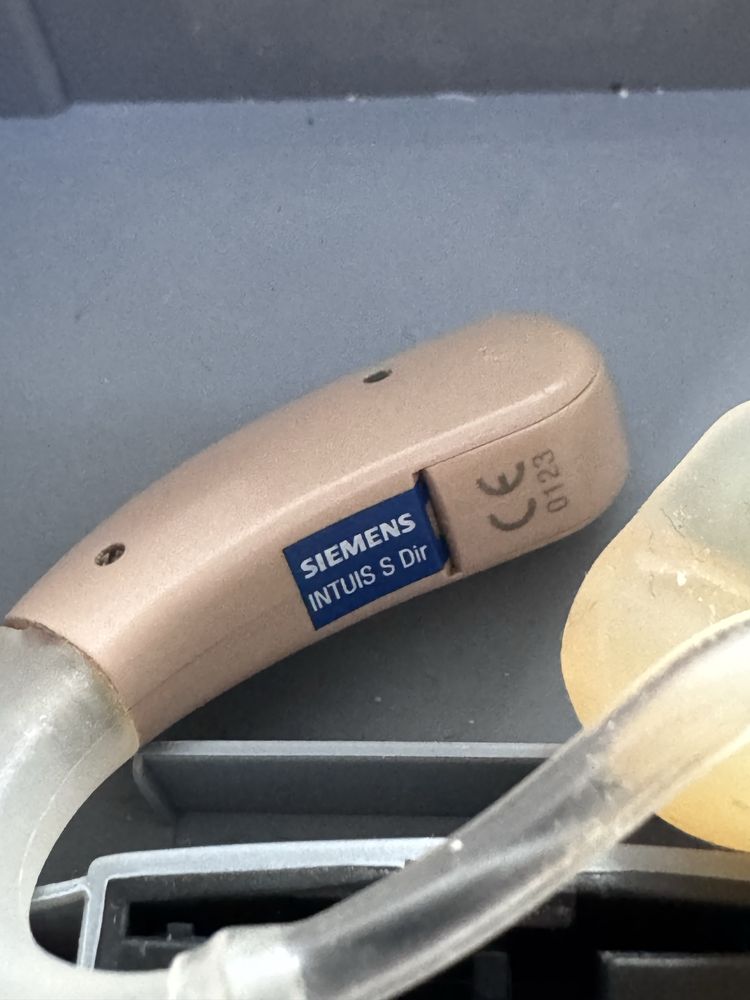 SIEMENS
INTUIS S Dir
CE
0123